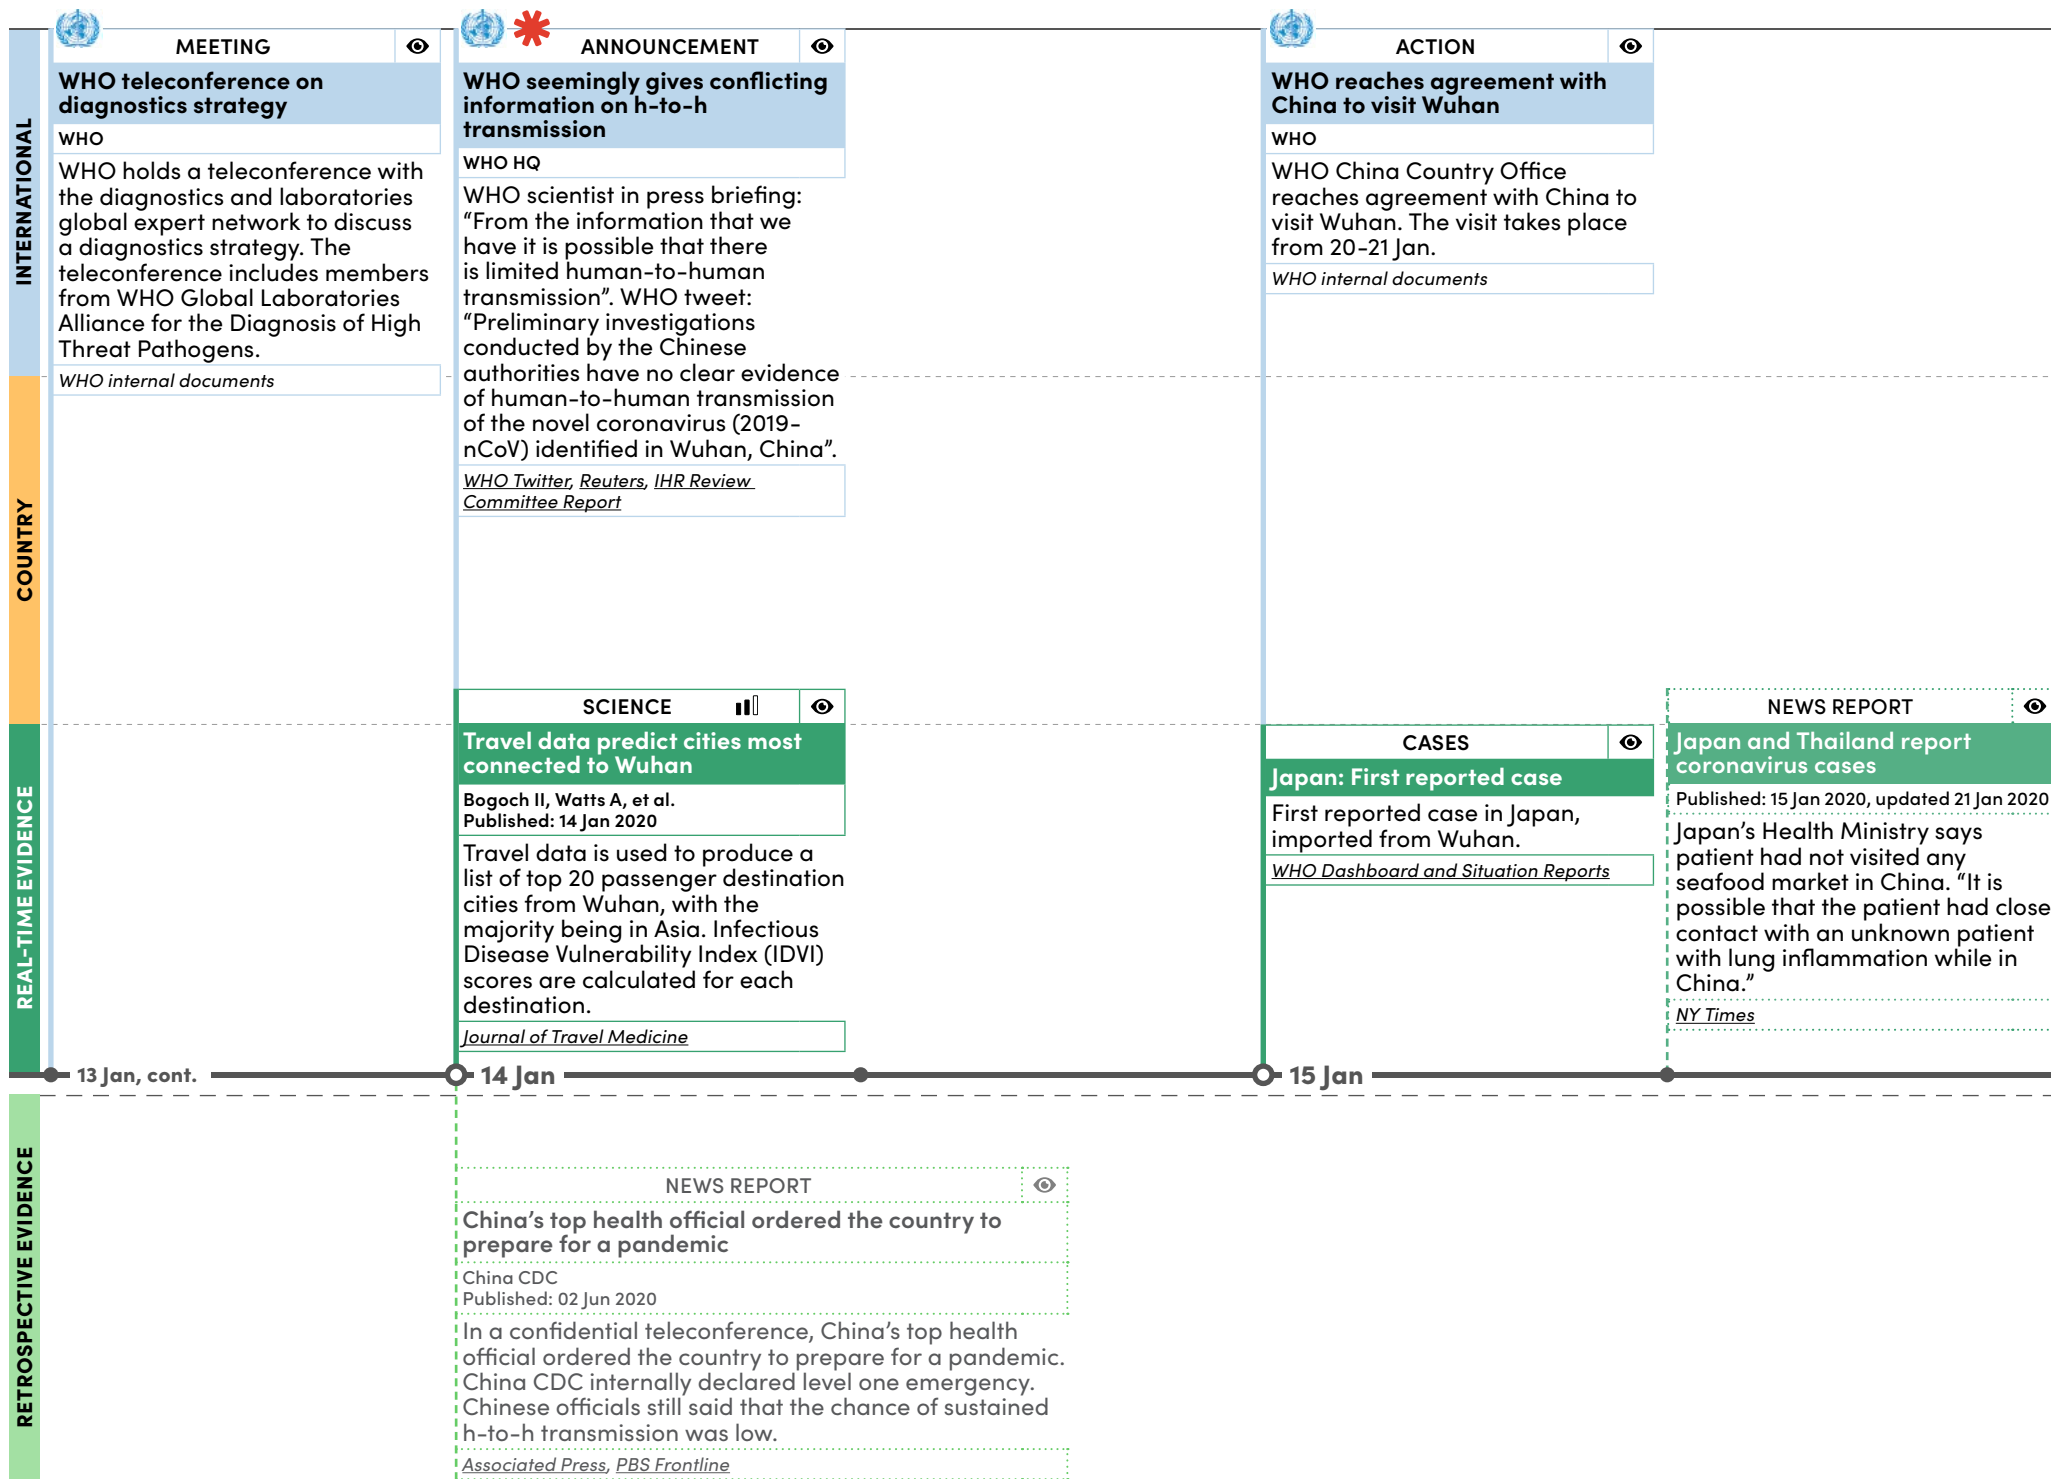 INTERNATIONAL
COUNTRY
REAL-TIME EVIDENCE
RETROSPECTIVE EVIDENCE
MEETING
WHO teleconference on
diagnostics strategy
WHO
WHO holds a teleconference with
the diagnostics and laboratories
global expert network to discuss
a diagnostics strategy. The
teleconference includes members
from WHO Global Laboratories
Alliance for the Diagnosis of High
Threat Pathogens.
WHO internal documents
ANNOUNCEMENT
WHO seemingly gives conflicting
information on h-to-h
transmission
WHO HQ
WHO scientist in press briefing:
“From the information that we
have it is possible that there
is limited human-to-human
transmission”. WHO tweet:
“Preliminary investigations
conducted by the Chinese
authorities have no clear evidence
of human-to-human transmission
of the novel coronavirus (2019-
nCoV) identified in Wuhan, China”.
WHO Twitter, Reuters, IHR Review
Committee Report
ACTION
WHO reaches agreement with
China to visit Wuhan
WHO
WHO China Country Office
reaches agreement with China to
visit Wuhan. The visit takes place
from 20-21 Jan.
WHO internal documents
SCIENCE
Travel data predict cities most
connected to Wuhan
Bogoch II, Watts A, et al.
Published: 14 Jan 2020
Travel data is used to produce a
list of top 20 passenger destination
cities from Wuhan, with the
majority being in Asia. Infectious
Disease Vulnerability Index (IDVI)
scores are calculated for each
destination.
Journal of Travel Medicine
CASES
Japan: First reported case
First reported case in Japan,
imported from Wuhan.
WHO Dashboard and Situation Reports
NEWS REPORT
Japan and Thailand report
coronavirus cases
Published: 15 Jan 2020, updated 21 Jan 2020
Japan’s Health Ministry says
patient had not visited any
seafood market in China. “It is
possible that the patient had close
contact with an unknown patient
with lung inflammation while in
China.”
NY Times
13 Jan, cont.
14 Jan
15 Jan
NEWS REPORT
China’s top health official ordered the country to
prepare for a pandemic
China CDC
Published: 02 Jun 2020
In a confidential teleconference, China’s top health
official ordered the country to prepare for a pandemic.
China CDC internally declared level one emergency.
Chinese officials still said that the chance of sustained
h-to-h transmission was low.
Associated Press, PBS Frontline